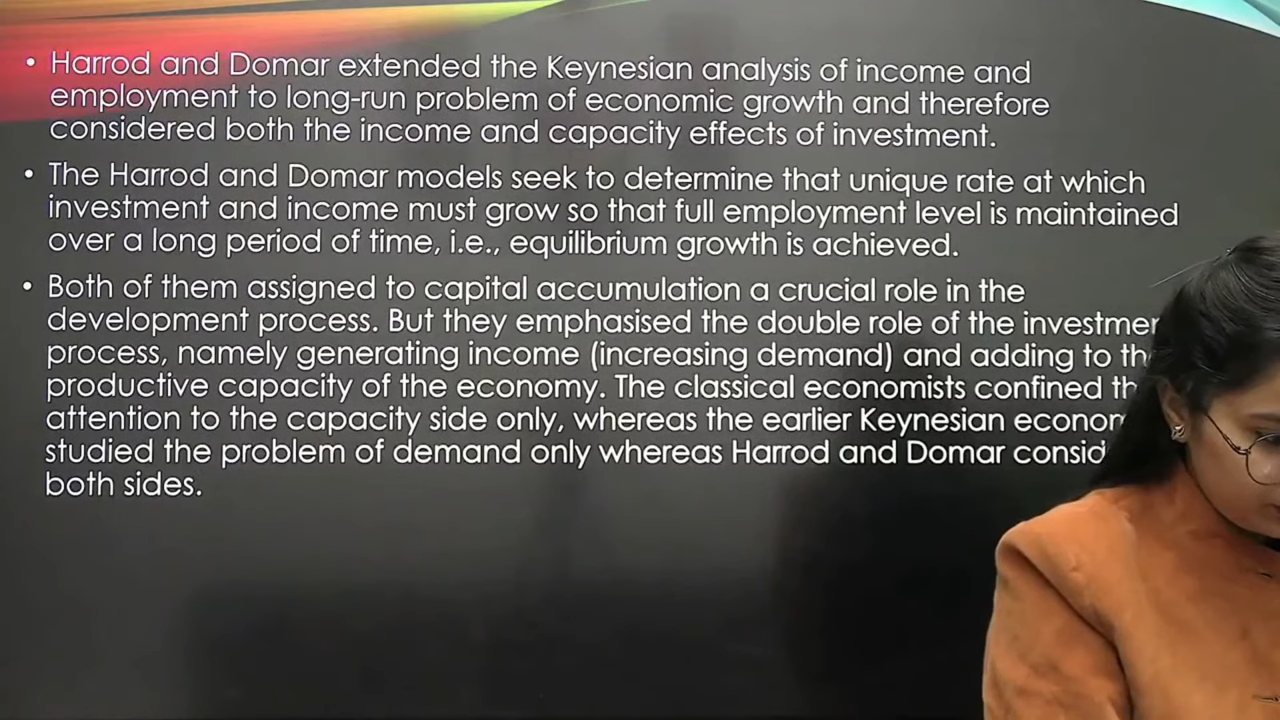 • Harrod and Domar extended the Keynesian analysis of income and
employment to long-run problem of economic growth and therefore
considered both the income and capacity effects of investment.
• The Harrod and Domar models seek to determine that unique rate at which
investment and income must grow so that full employment level is maintained
over a long period of time, i.e., equilibrium growth is achieved.
• Both of them assigned to capital accumulation a crucial role in the
development process. But they emphasised the double role of the
process, namely generating income (increasing demand) and adding to
productive capacity of the economy. The classical economists confined
attention to the capacity side only, whereas the earlier Keynesian
studied the problem of demand only whereas Harrod and Domar
both sides.